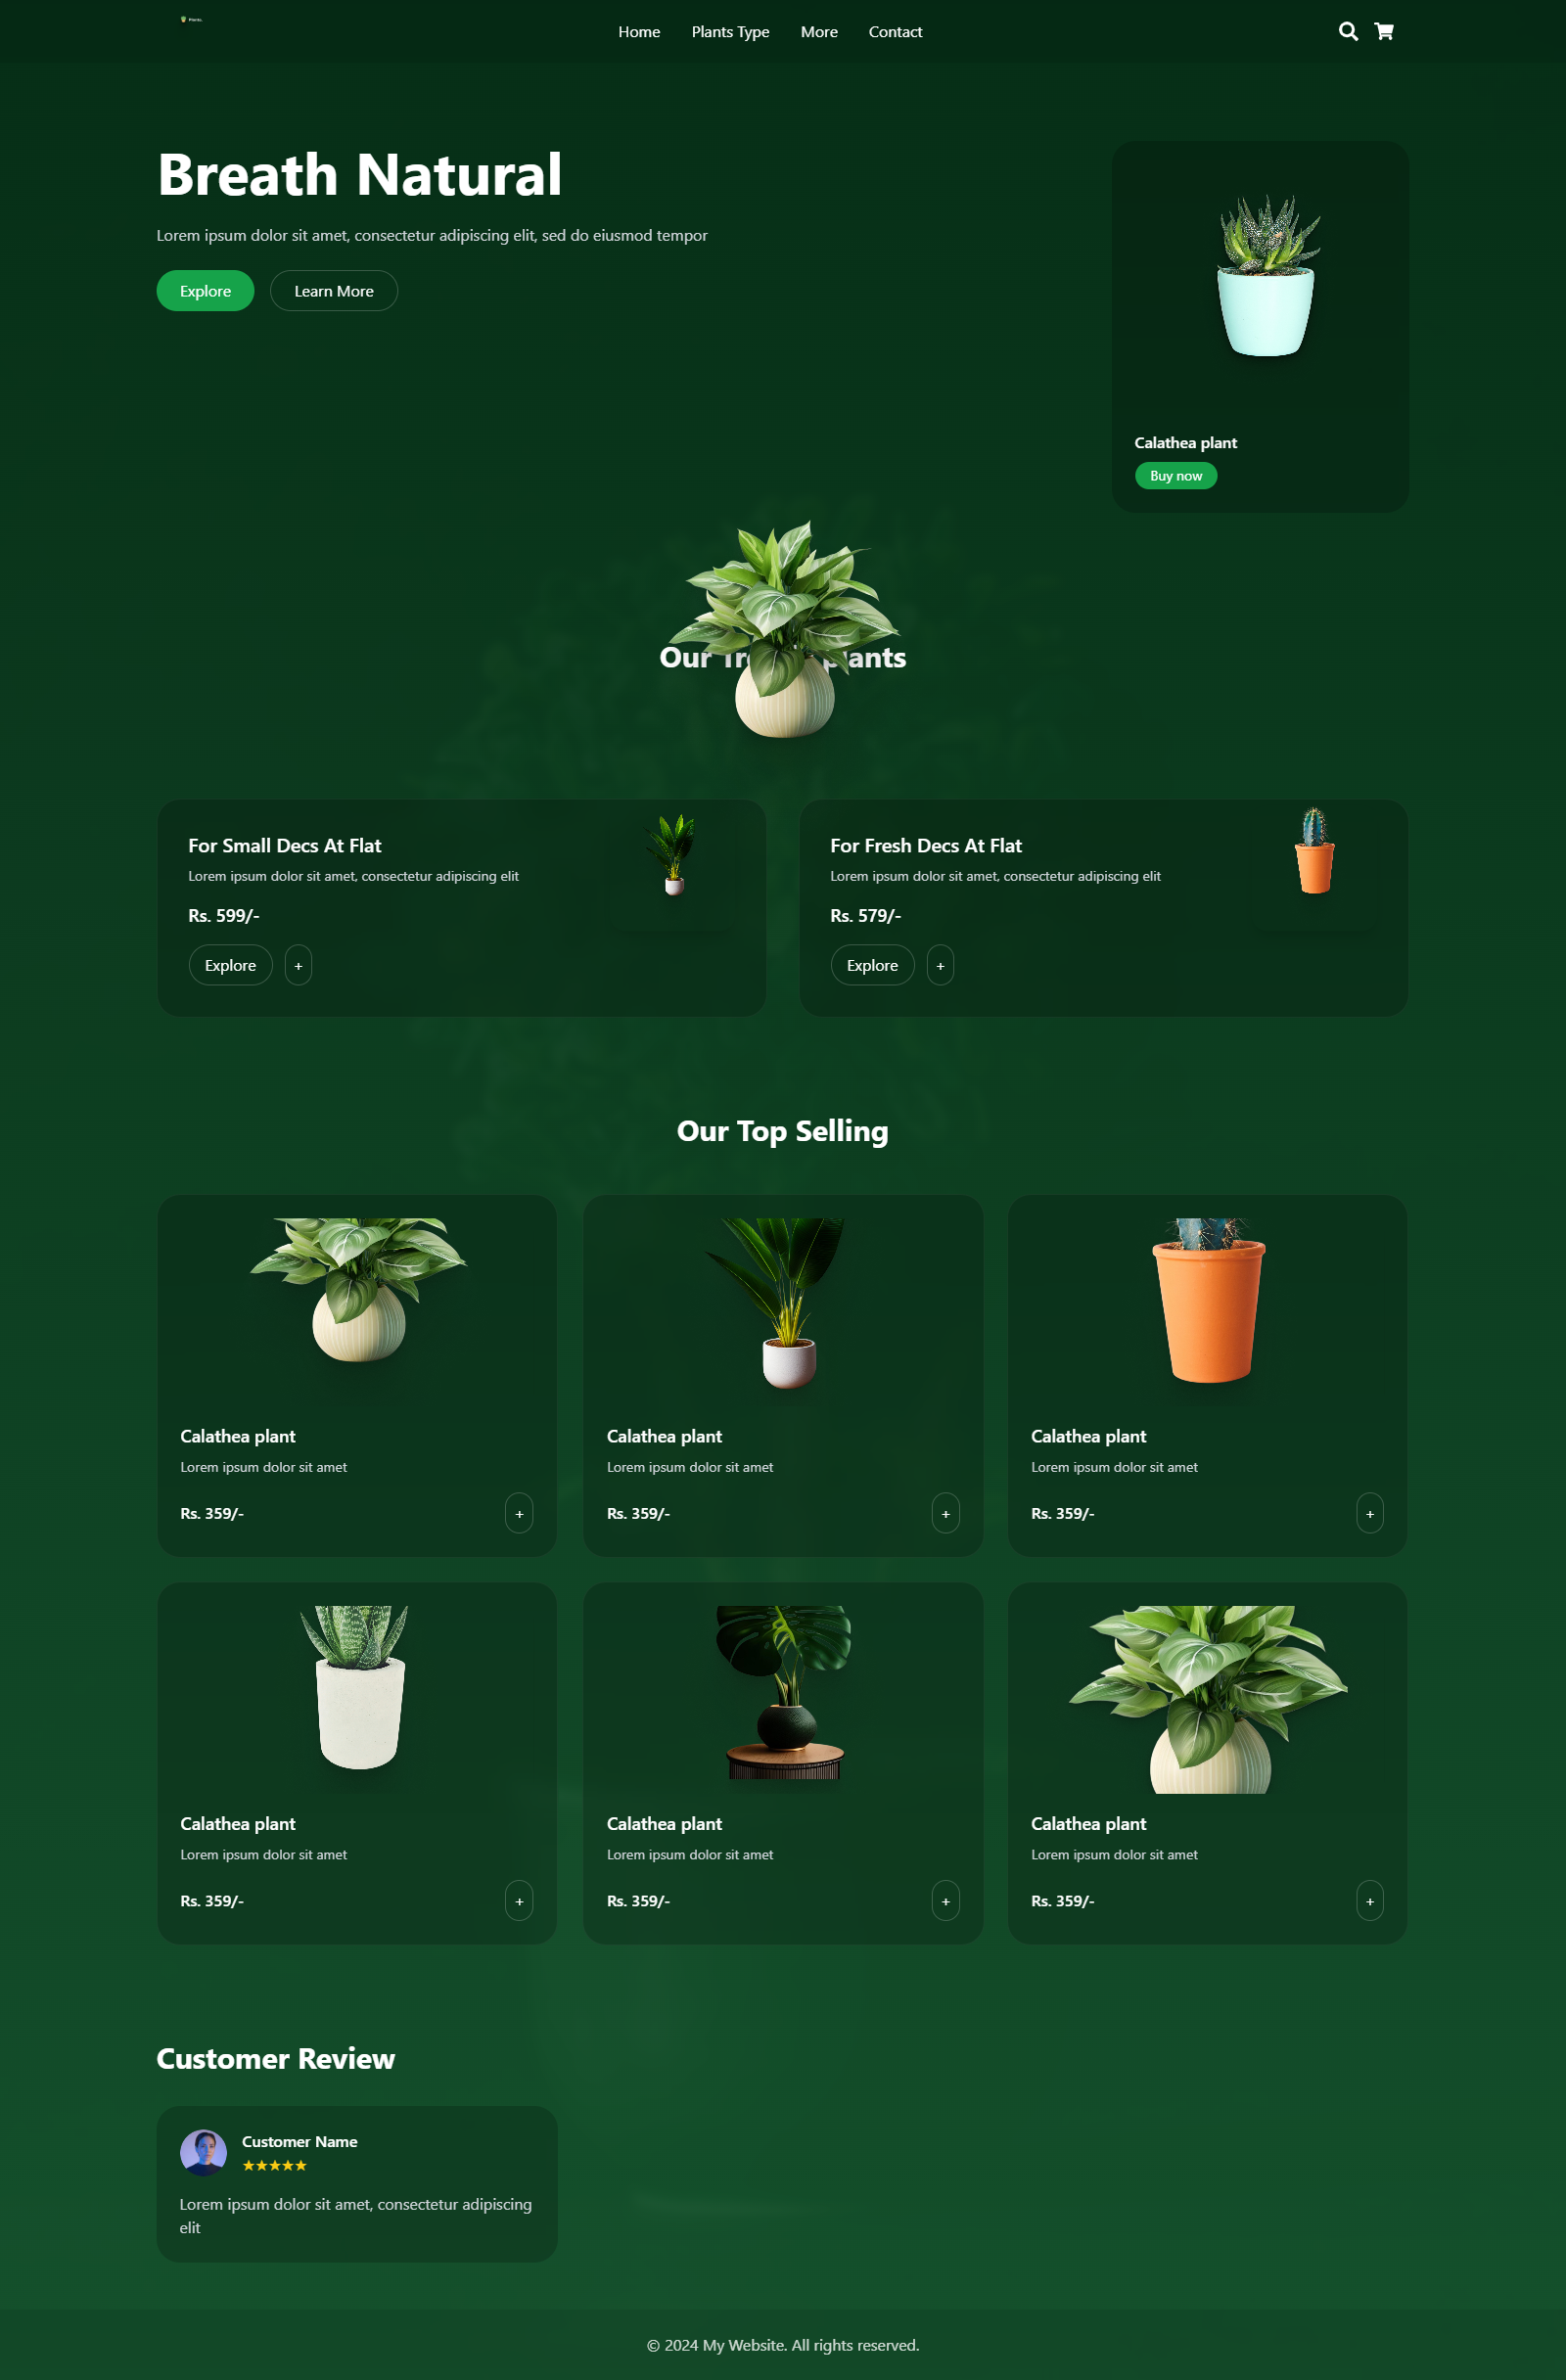 Plants
Home
Plants Type
More
Contact
Breath Natural
Lorem ipsum dolor sit amet, consectetur adipiscing elit, sed do eiusmod tempor
Explore
Learn More
Calathea plant
Buy now
Our Tr plants
For Small Decs At Flat
Lorem ipsum dolor sit amet, consectetur adipiscing elit
Rs. 599/-
Explore
+
For Fresh Decs At Flat
Lorem ipsum dolor sit amet, consectetur adipiscing elit
Rs. 579/-
Explore
+
Our Top Selling
Calathea plant
Lorem ipsum dolor sit amet
Rs. 359/-
+
Calathea plant
Lorem ipsum dolor sit amet
Rs. 359/-
+
Calathea plant
Lorem ipsum dolor sit amet
Rs. 359/-
+
Calathea plant
Lorem ipsum dolor sit amet
Rs. 359/-
+
Calathea plant
Lorem ipsum dolor sit amet
Rs. 359/-
+
Calathea plant
Lorem ipsum dolor sit amet
Rs. 359/-
+
Customer Review
Customer Name
★★★★★
Lorem ipsum dolor sit amet, consectetur adipiscing
elit
© 2024 My Website. All rights reserved.